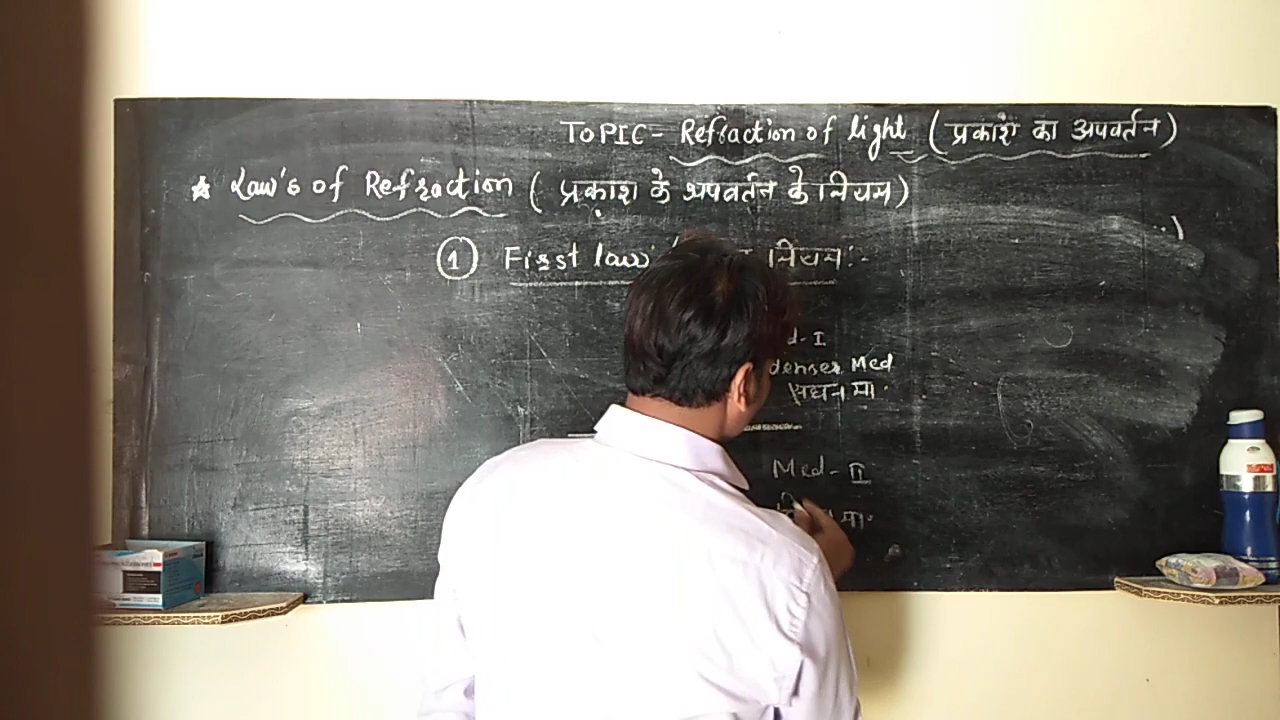 TOPIC- Refraction of light (प्रकाश का अपवर्तन)
☆ Law's of Refraction ( प्रकाश के अपवर्तन के नियम)
① First law नियम:-
d-I
denser Med
सघन मा.
Med-II
मा.